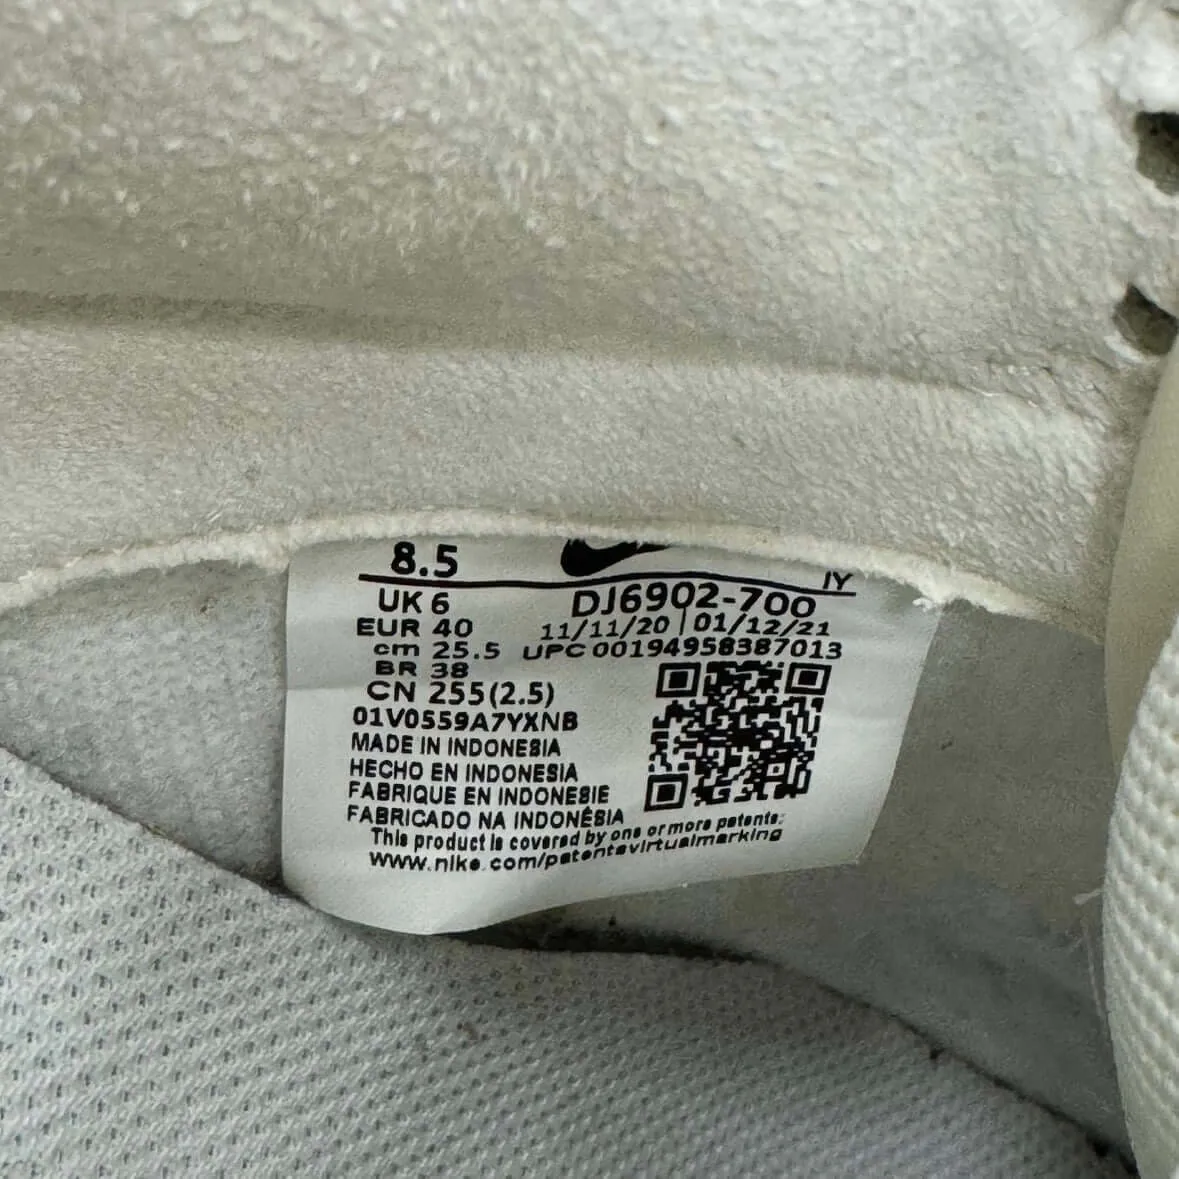 8.5
IY
UK 6 DJ6902-700
EUR 40 11/11/20 | 01/12/21
cm 25.5 UPC 00194958387013
BR 38
CN 255(2.5)
01V0559A7YXNB
MADE IN INDONESIA
HECHO EN INDONESIA
FABRIQUE EN INDONESIE
FABRICADO NA INDONÉSIA
This product is covered by one or more patents:
www.nike.com/patentsvirtualmarking